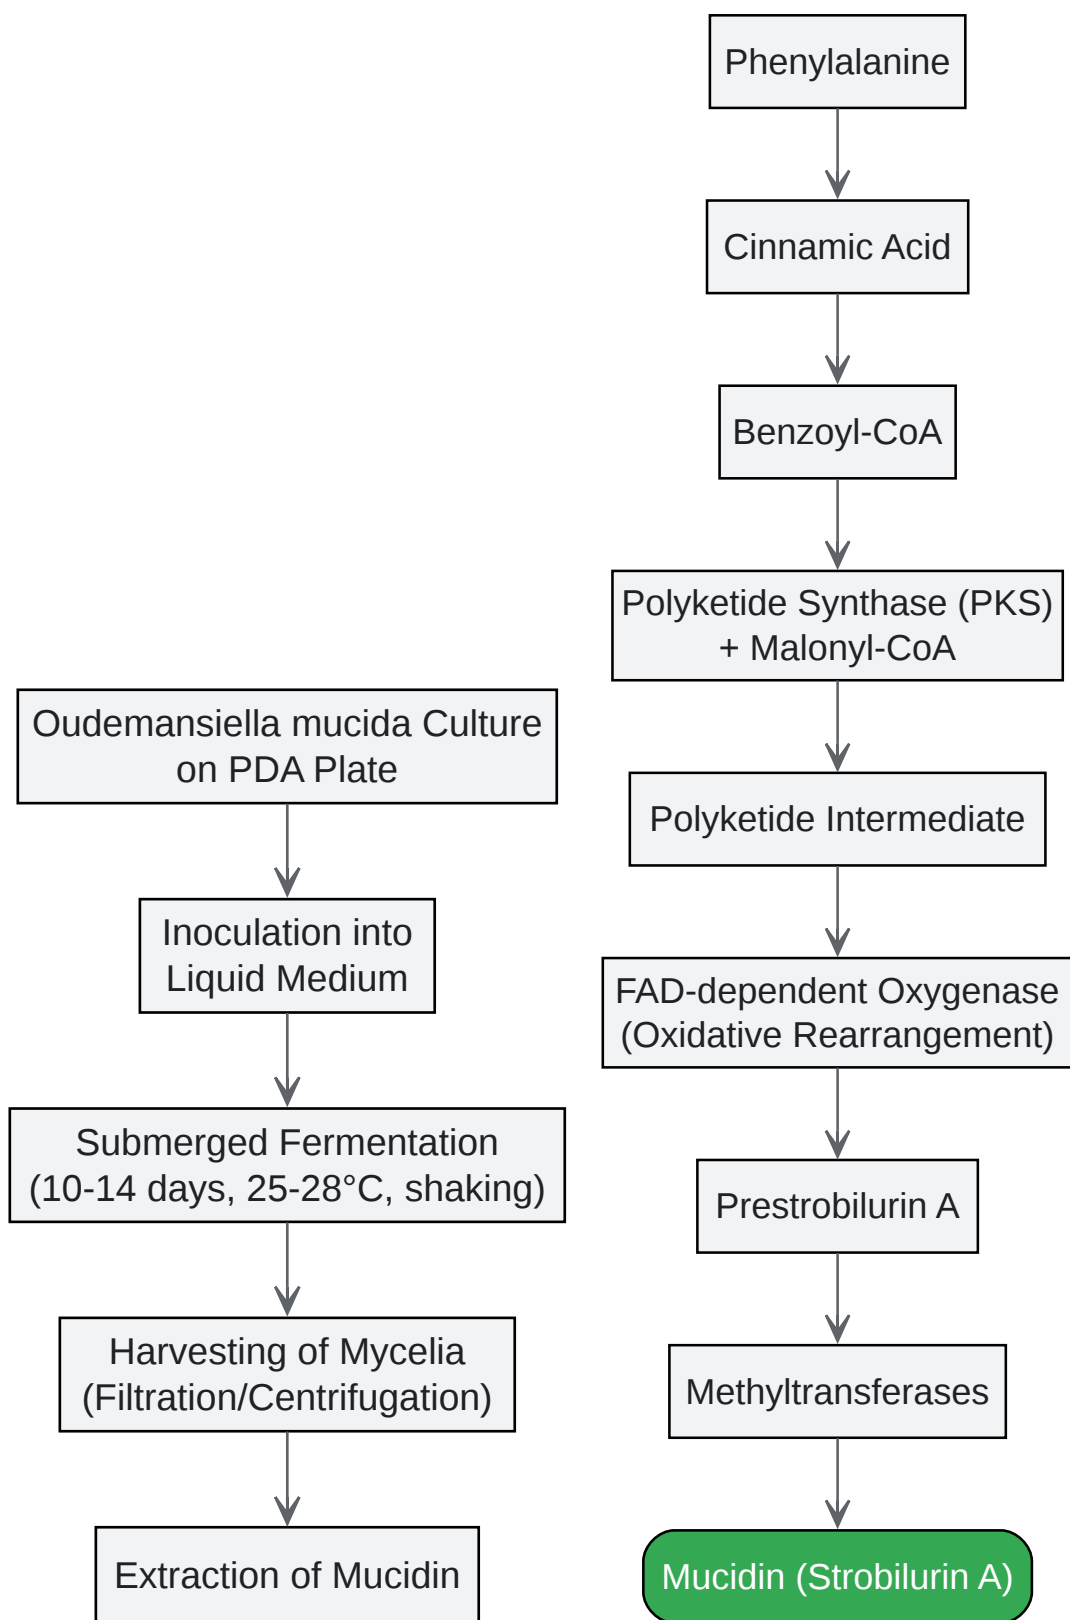 Phenylalanine
Cinnamic Acid
Benzoyl-CoA
Polyketide Synthase (PKS)
+ Malonyl-CoA
Polyketide Intermediate
FAD-dependent Oxygenase
(Oxidative Rearrangement)
Prestrobilurin A
Methyltransferases
Mucidin (Strobilurin A)
Oudemansiella mucida Culture
on PDA Plate
Inoculation into
Liquid Medium
Submerged Fermentation
(10-14 days, 25-28°C, shaking)
Harvesting of Mycelia
(Filtration/Centrifugation)
Extraction of Mucidin